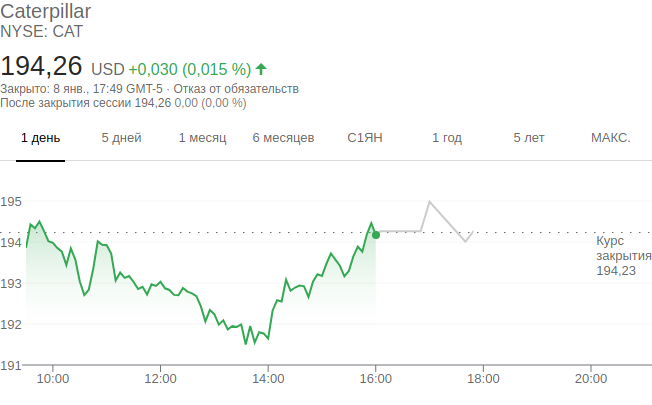 Caterpillar
NYSE: CAT
194,26 USD +0,030 (0,015 %)
Закрыто: 8 янв., 17:49 GMT-5 · Отказ от обязательств
После закрытия сессии 194,26 0,00 (0,00 %)
1 день 5 дней 1 месяц 6 месяцев С1ЯН 1 год 5 лет МАКС.
195
194
193
192
191
Курс
закрытия
194,23
10:00 12:00 14:00 16:00 18:00 20:00